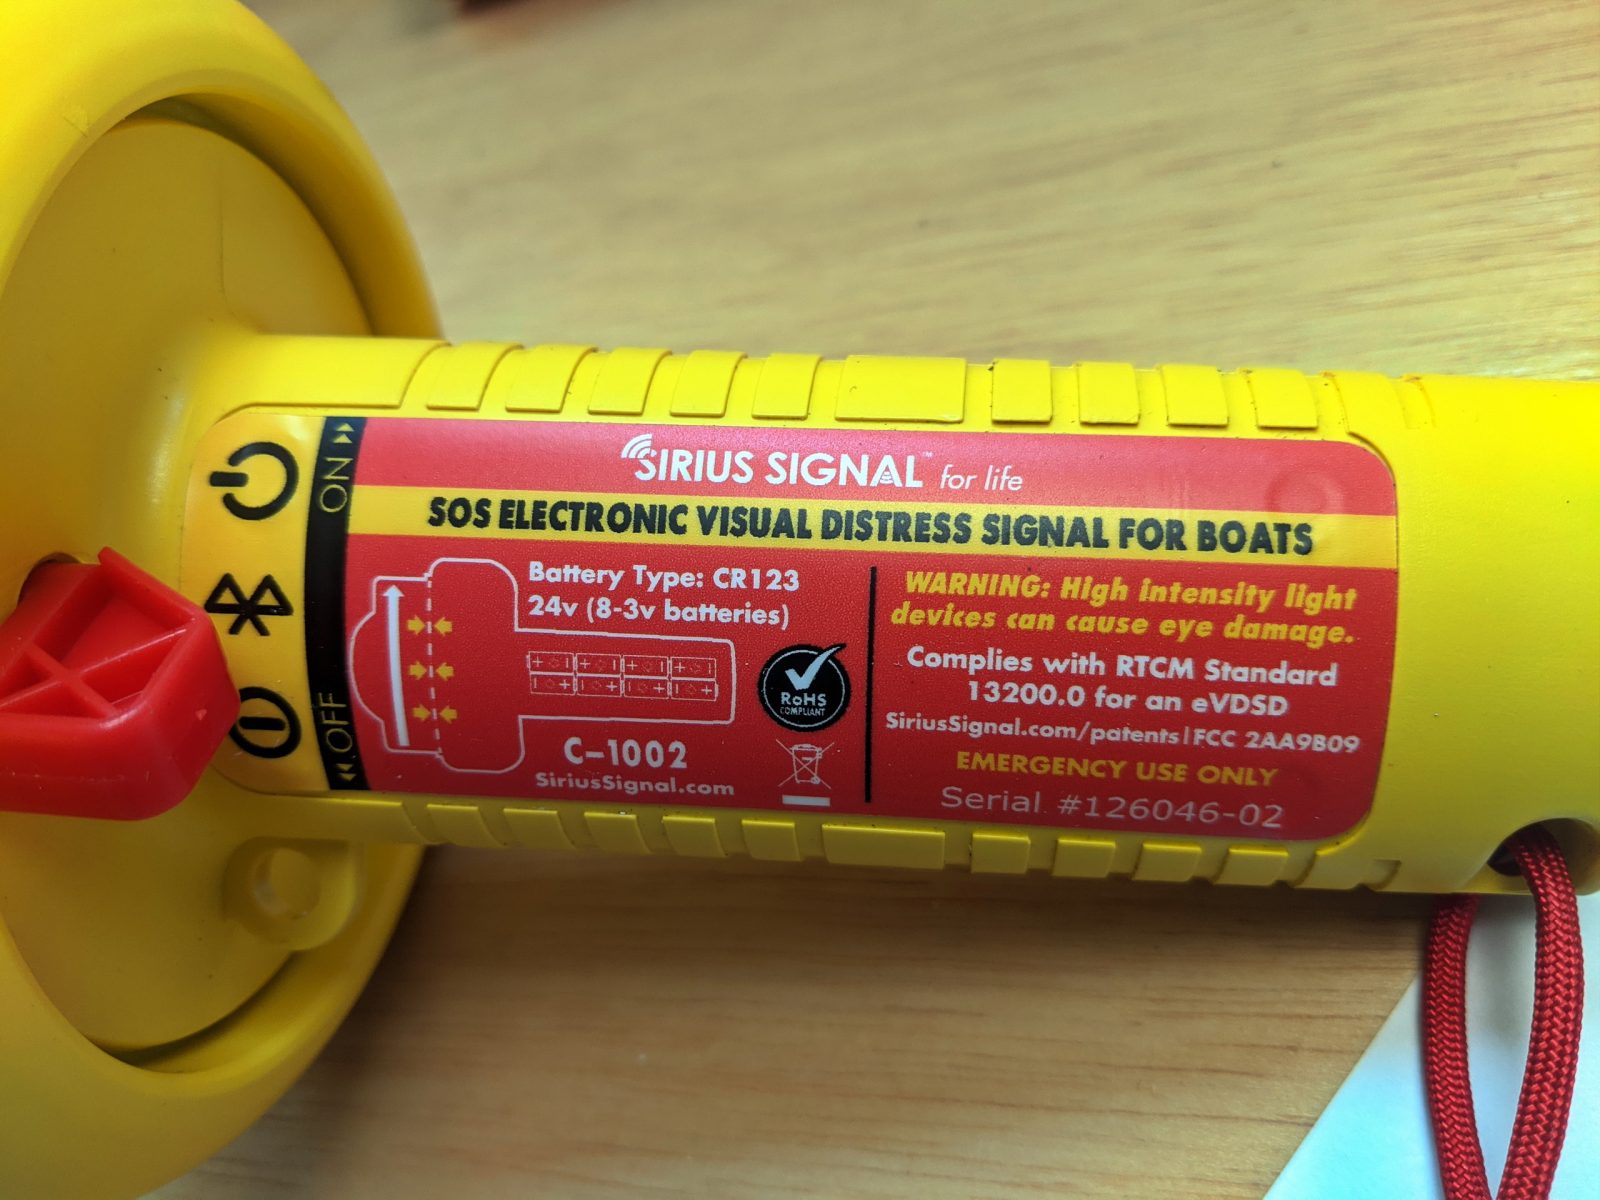 ON
OFF
SIRIUS SIGNAL™ for life
SOS ELECTRONIC VISUAL DISTRESS SIGNAL FOR BOATS
Battery Type: CR123
24v (8-3v batteries)
RoHS
COMPLIANT
C-1002
SiriusSignal.com
WARNING: High intensity light
devices can cause eye damage.
Complies with RTCM Standard
13200.0 for an eVDSD
SiriusSignal.com/patents|FCC 2AA9B09
EMERGENCY USE ONLY
Serial #126046-02